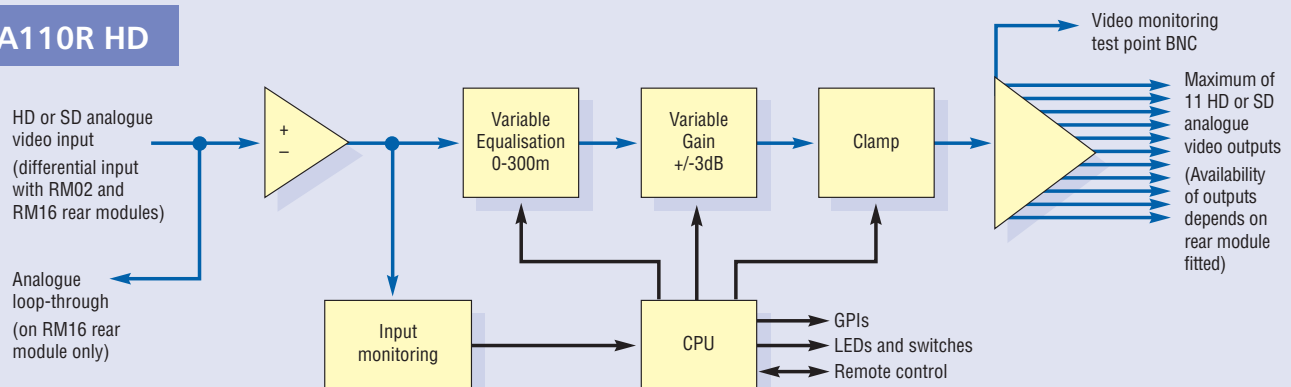 A110R HD
HD or SD analogue
video input
(differential input
with RM02 and
RM16 rear modules)
Analogue
loop-through
(on RM16 rear
module only)
+
–
Variable
Equalisation
0-300m
Variable
Gain
+/-3dB
Clamp
Input
monitoring
CPU
GPIs
LEDs and switches
Remote control
Video monitoring
test point BNC
Maximum of
11 HD or SD
analogue
video outputs
(Availability
of outputs
depends on
rear module
fitted)